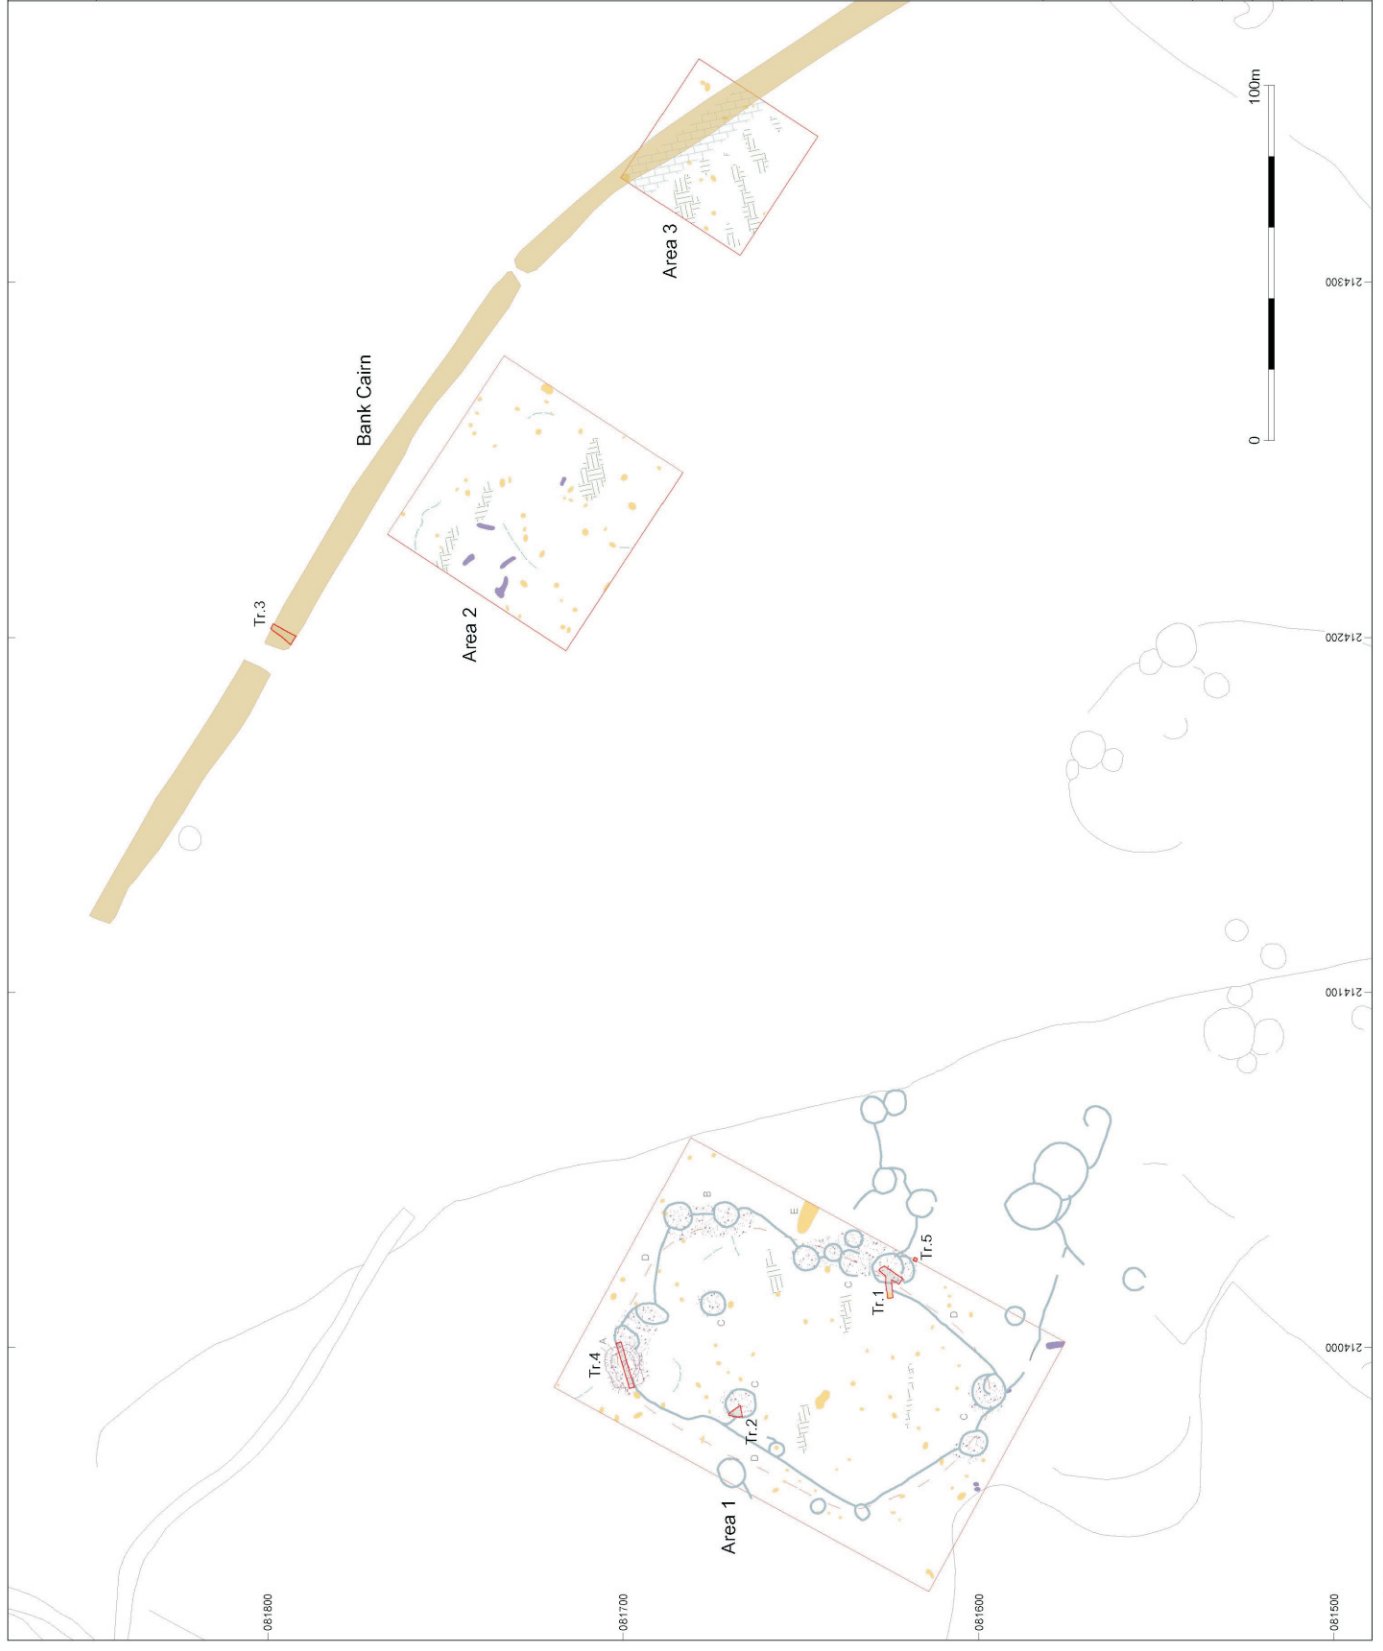 Bank Cairn
Tr.3
Area 2
Area 3
0
100m
Area 1
Tr.4
A
B
C
C
C
C
D
D
D
E
Tr.1
Tr.2
Tr.5
081800
081700
081600
081500
214000
214100
214200
214300